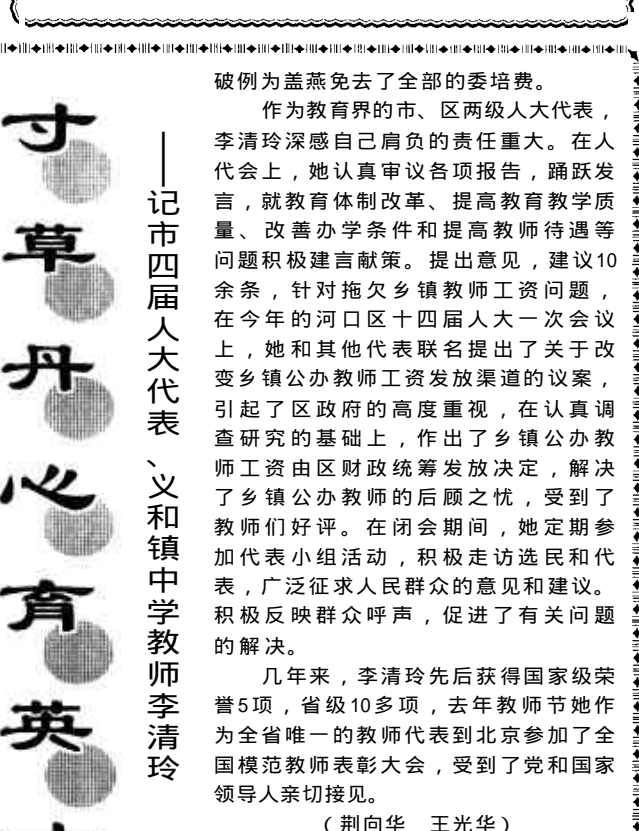 寸草丹心育英
——记市四届人大代表、义和镇中学教师李清玲
破例为盖燕免去了全部的委培费。
作为教育界的市、区两级人大代表，
李清玲深感自己肩负的责任重大。在人
代会上，她认真审议各项报告，踊跃发
言，就教育体制改革、提高教育教学质
量、改善办学条件和提高教师待遇等
问题积极建言献策。提出意见，建议10
余条，针对拖欠乡镇教师工资问题，
在今年的河口区十四届人大一次会议
上，她和其他代表联名提出了关于改
变乡镇公办教师工资发放渠道的议案，
引起了区政府的高度重视，在认真调
查研究的基础上，作出了乡镇公办教
师工资由区财政统筹发放决定，解决
了乡镇公办教师的后顾之忧，受到了
教师们好评。在闭会期间，她定期参
加代表小组活动，积极走访选民和代
表，广泛征求人民群众的意见和建议。
积极反映群众呼声，促进了有关问题
的解决。
几年来，李清玲先后获得国家级荣
誉5项，省级10多项，去年教师节她作
为全省唯一的教师代表到北京参加了全
国模范教师表彰大会，受到了党和国家
领导人亲切接见。
（荆向华　王光华）